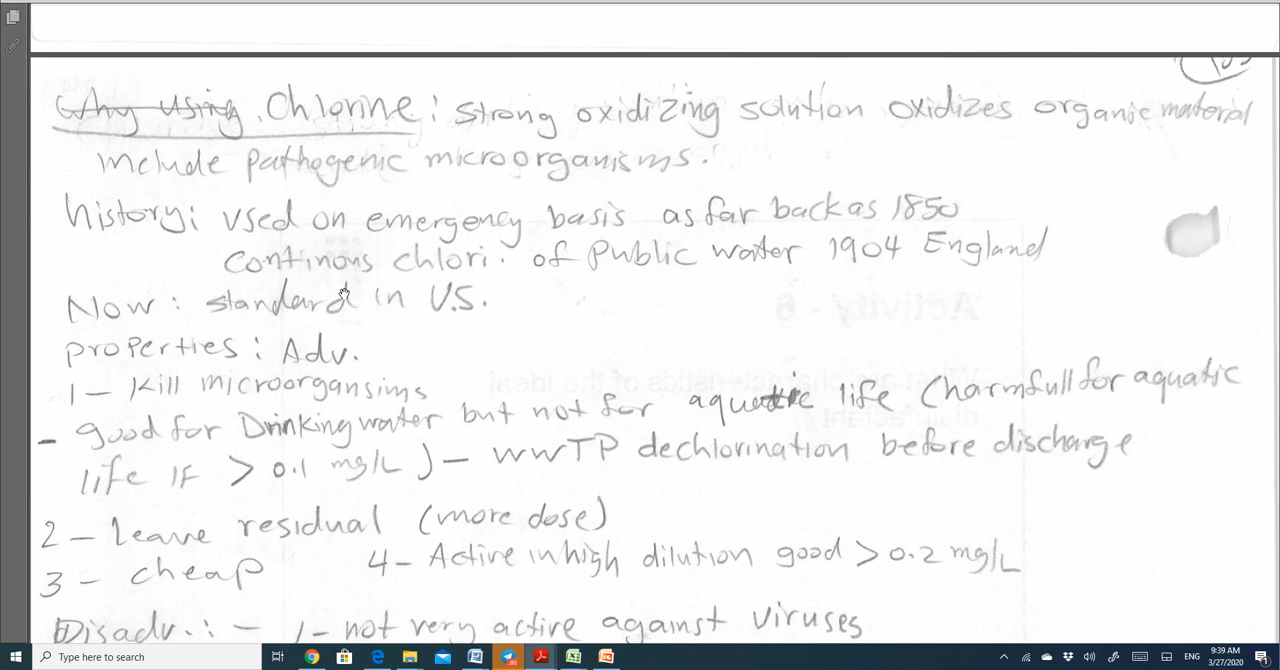 Why using Chlorine: strong oxidizing solution oxidizes organic material
include pathogenic microorganisms.
history: Used on emergency basis as far back as 1850
Continous chlori. of Public water 1904 England
Now: standard in U.S.
properties: Adv.
1- Kill microorgansims
- good for Drinking water but not for aquatic life (harmfull for aquatic
life IF > 0.1 mg/L) - WWTP dechlorination before discharge
2- Leave residual (more dose)
3- cheap 4- Active in high dilution good > 0.2 mg/L
Disadv.: - 1- not very active against viruses
Activity - 6
What are characteristics of the ideal
disinfectant?
Type here to search
ENG
9:39 AM
3/27/2020